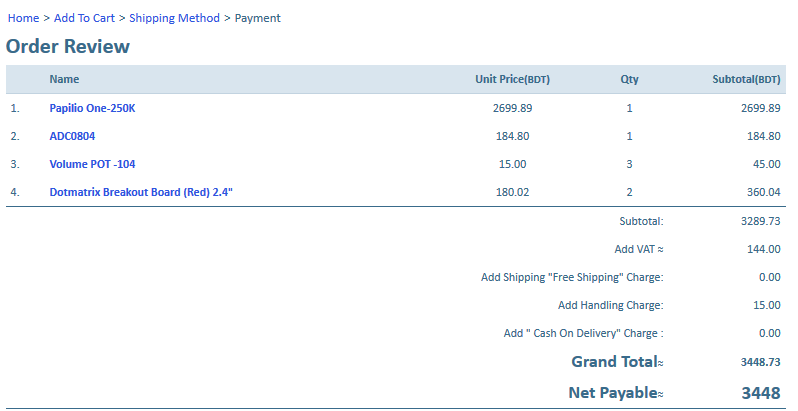 Home > Add To Cart > Shipping Method > Payment
Order Review
Name Unit Price(BDT) Qty Subtotal(BDT)
1. Papilio One-250K 2699.89 1 2699.89
2. ADC0804 184.80 1 184.80
3. Volume POT -104 15.00 3 45.00
4. Dotmatrix Breakout Board (Red) 2.4" 180.02 2 360.04
Subtotal: 3289.73
Add VAT ≈ 144.00
Add Shipping "Free Shipping" Charge: 0.00
Add Handling Charge: 15.00
Add " Cash On Delivery" Charge : 0.00
Grand Total≈ 3448.73
Net Payable≈ 3448